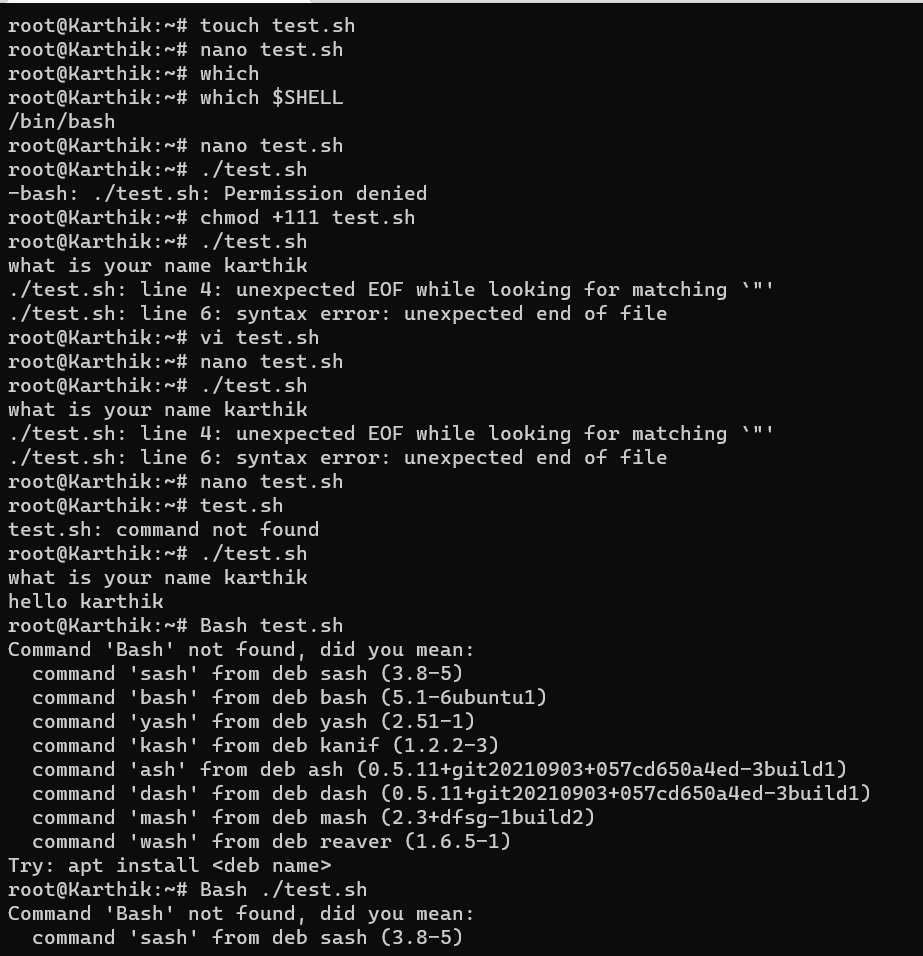 root@Karthik:~# touch test.sh
root@Karthik:~# nano test.sh
root@Karthik:~# which
root@Karthik:~# which $SHELL
/bin/bash
root@Karthik:~# nano test.sh
root@Karthik:~# ./test.sh
-bash: ./test.sh: Permission denied
root@Karthik:~# chmod +111 test.sh
root@Karthik:~# ./test.sh
what is your name karthik
./test.sh: line 4: unexpected EOF while looking for matching `"'
./test.sh: line 6: syntax error: unexpected end of file
root@Karthik:~# vi test.sh
root@Karthik:~# nano test.sh
root@Karthik:~# ./test.sh
what is your name karthik
./test.sh: line 4: unexpected EOF while looking for matching `"'
./test.sh: line 6: syntax error: unexpected end of file
root@Karthik:~# nano test.sh
root@Karthik:~# test.sh
test.sh: command not found
root@Karthik:~# ./test.sh
what is your name karthik
hello karthik
root@Karthik:~# Bash test.sh
Command 'Bash' not found, did you mean:
  command 'sash' from deb sash (3.8-5)
  command 'bash' from deb bash (5.1-6ubuntu1)
  command 'yash' from deb yash (2.51-1)
  command 'kash' from deb kanif (1.2.2-3)
  command 'ash' from deb ash (0.5.11+git20210903+057cd650a4ed-3build1)
  command 'dash' from deb dash (0.5.11+git20210903+057cd650a4ed-3build1)
  command 'mash' from deb mash (2.3+dfsg-1build2)
  command 'wash' from deb reaver (1.6.5-1)
Try: apt install <deb name>
root@Karthik:~# Bash ./test.sh
Command 'Bash' not found, did you mean:
  command 'sash' from deb sash (3.8-5)